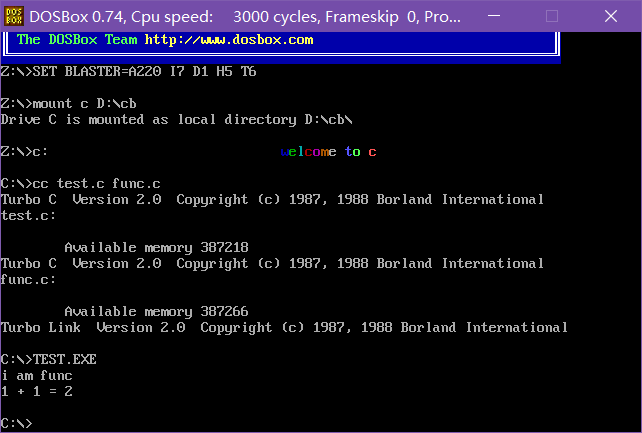 DOSBox 0.74, Cpu speed:     3000 cycles, Frameskip  0, Pro...
The DOSBox Team http://www.dosbox.com
Z:\>SET BLASTER=A220 I7 D1 H5 T6
Z:\>mount c D:\cb
Drive C is mounted as local directory D:\cb\
Z:\>c:                             welcome to c
C:\>cc test.c func.c
Turbo C  Version 2.0  Copyright (c) 1987, 1988 Borland International
test.c:
        Available memory 387218
Turbo C  Version 2.0  Copyright (c) 1987, 1988 Borland International
func.c:
        Available memory 387266
Turbo Link  Version 2.0  Copyright (c) 1987, 1988 Borland International
C:\>TEST.EXE
i am func
1 + 1 = 2
C:\>